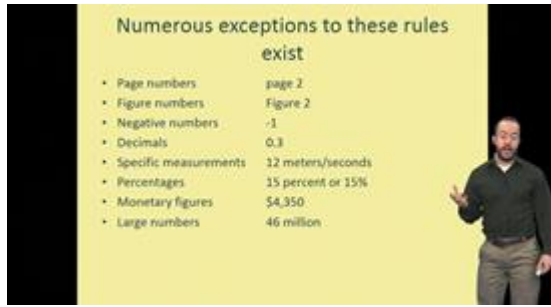 Numerous exceptions to these rules
exist
• Page numbers page 2
• Figure numbers Figure 2
• Negative numbers -1
• Decimals 0.3
• Specific measurements 12 meters/seconds
• Percentages 15 percent or 15%
• Monetary figures $4,350
• Large numbers 46 million